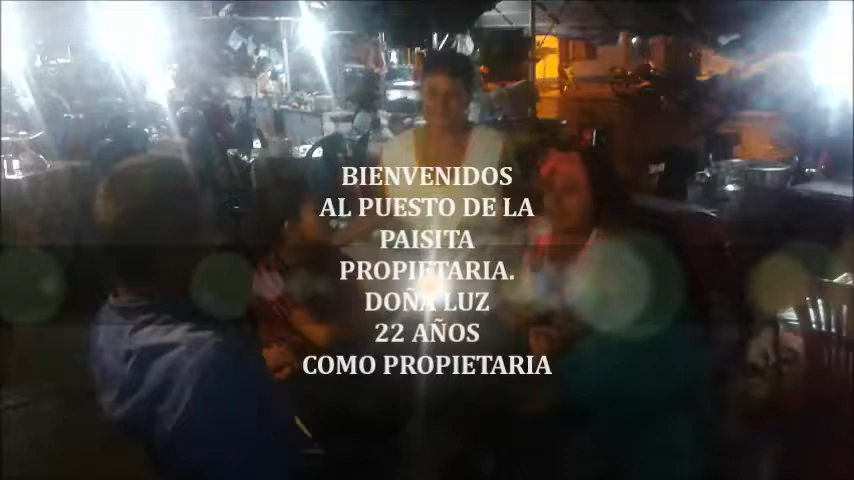 BIENVENIDOS
AL PUESTO DE LA
PAISITA
PROPIETARIA.
DOÑA LUZ
22 AÑOS
COMO PROPIETARIA